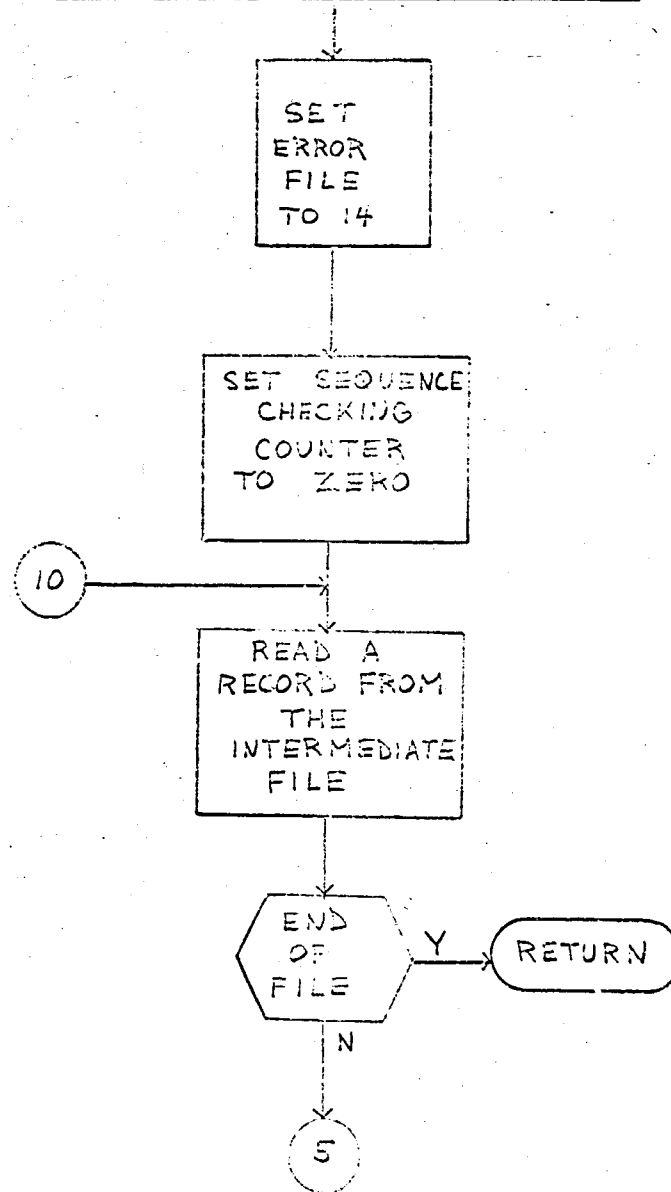 SET
ERROR
FILE
TO 14
SET SEQUENCE
CHECKING
COUNTER
TO ZERO
10
READ A
RECORD FROM
THE
INTERMEDIATE
FILE
END
OF
FILE
Y
RETURN
N
5